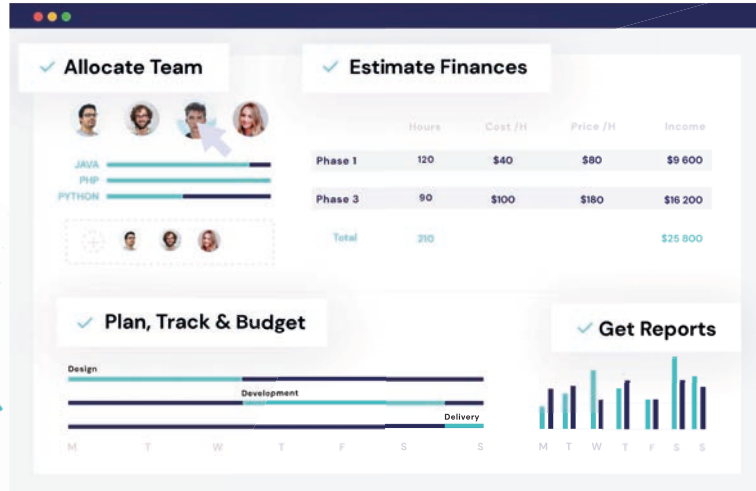 Allocate Team
Estimate Finances
Hours Cost /H Price /H Income
JAVA
PHP
PYTHON
Phase 1 120 $40 $80 $9 600
Phase 3 90 $100 $180 $16 200
Total 210 $25 800
Plan, Track & Budget
Get Reports
Design
Development
Delivery
M T W T F S S
M T W T F S S